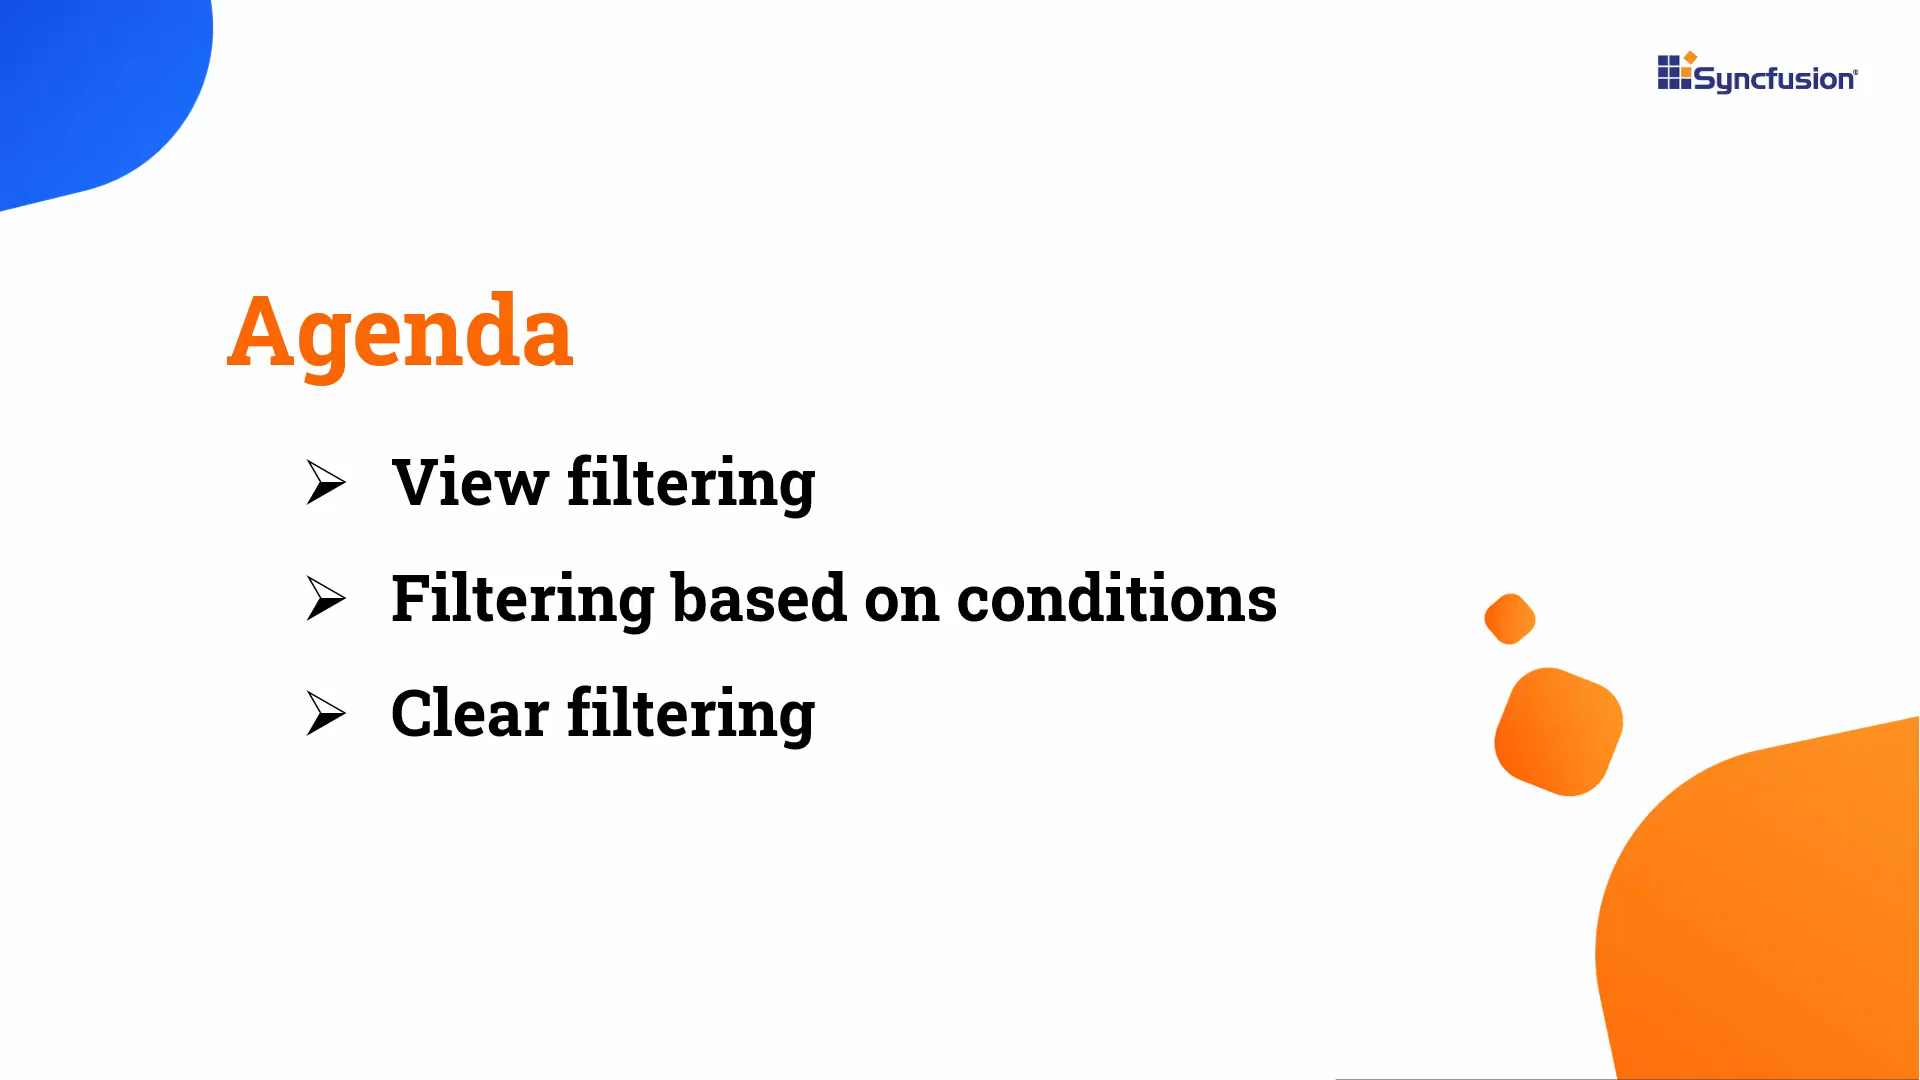 Syncfusion®
Agenda
➢ View filtering
➢ Filtering based on conditions
➢ Clear filtering